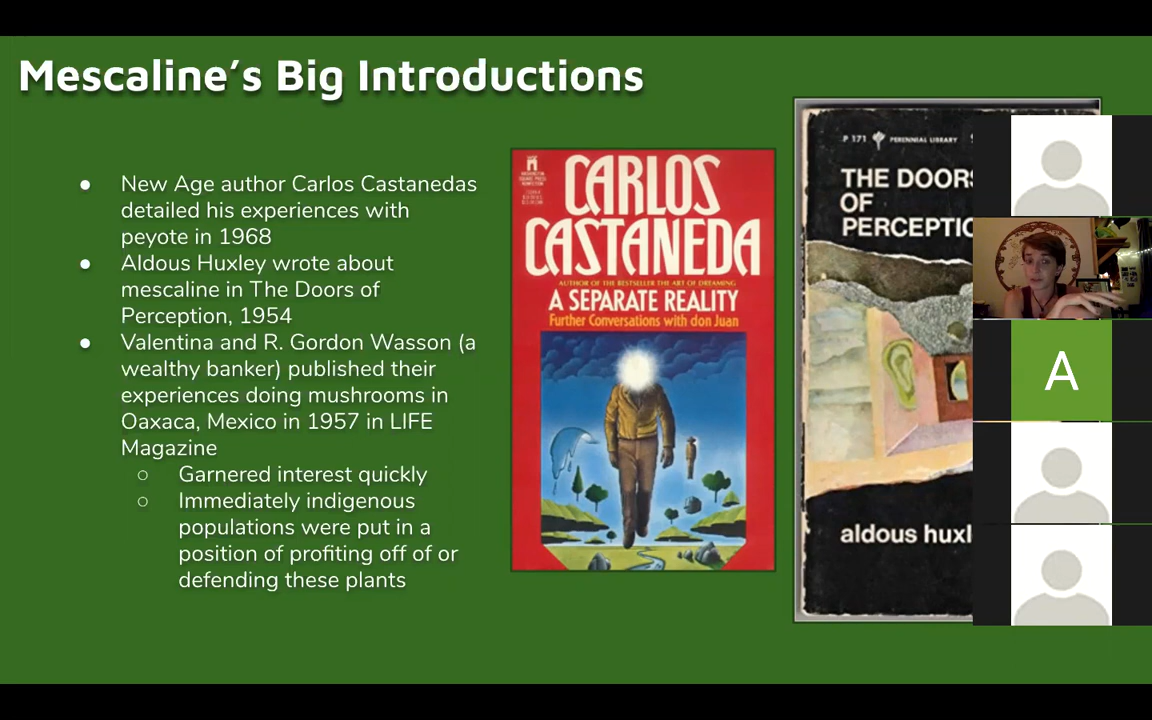 Mescaline's Big Introductions
● New Age author Carlos Castanedas
detailed his experiences with
peyote in 1968
● Aldous Huxley wrote about
mescaline in The Doors of
Perception, 1954
● Valentina and R. Gordon Wasson (a
wealthy banker) published their
experiences doing mushrooms in
Oaxaca, Mexico in 1957 in LIFE
Magazine
○ Garnered interest quickly
○ Immediately indigenous
populations were put in a
position of profiting off of or
defending these plants
CARLOS
CASTANEDA
AUTHOR OF THE BESTSELLER THE ART OF DREAMING
A SEPARATE REALITY
Further Conversations with don Juan
P 171 PERENNIAL LIBRARY
THE DOORS
OF
PERCEPTIO
aldous huxl
A